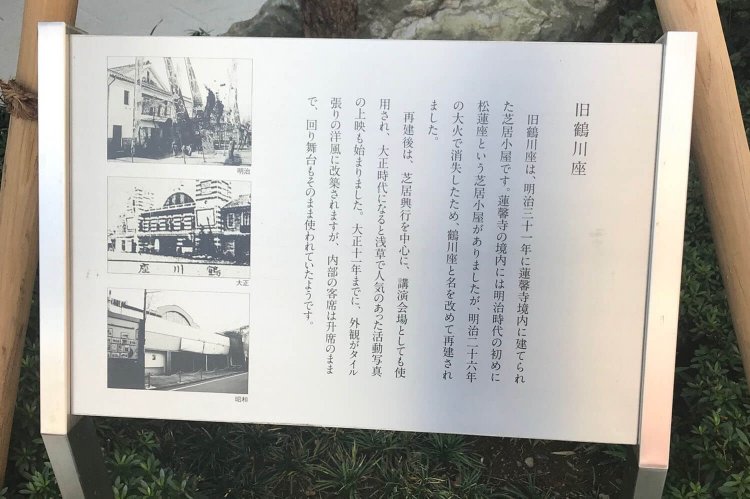 旧鶴川座
旧鶴川座は、明治三十一年に蓮馨寺境内に建てられ
た芝居小屋です。蓮馨寺の境内には明治時代の初めに
松蓮座という芝居小屋がありましたが、明治二十六年
の大火で消失したため、鶴川座と名を改めて再建され
ました。
再建後は、芝居興行を中心に、講演会場としても使
用され、大正時代になると浅草で人気のあった活動写真
の上映も始まりました。大正十一年までに、外観がタイル
張りの洋風に改築されますが、内部の客席は升席のまま
で、回り舞台もそのまま使われていたようです。
明治
座川鶴
大正
昭和